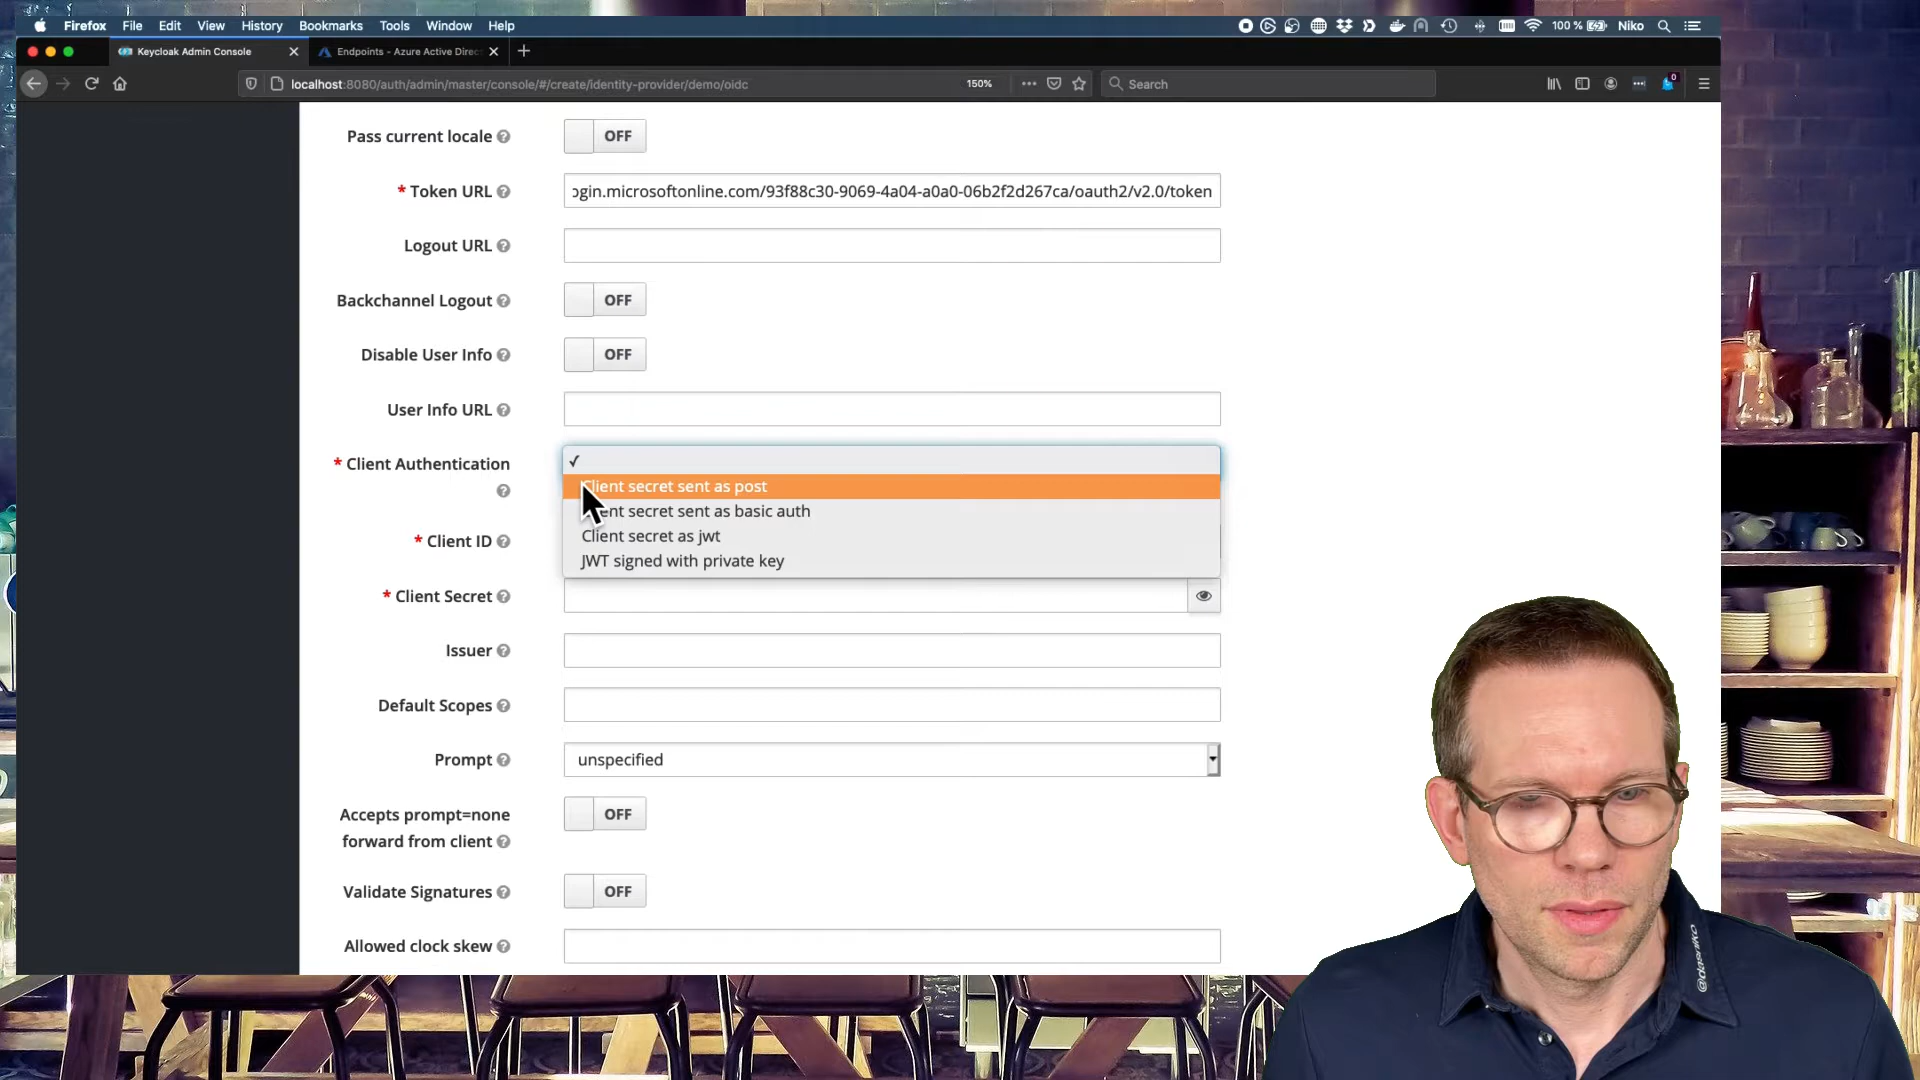 Firefox File Edit View History Bookmarks Tools Window Help 100 % Niko
Keycloak Admin Console Endpoints - Azure Active Direc
localhost:8080/auth/admin/master/console/#/create/identity-provider/demo/oidc 150% Search 0
Pass current locale OFF
* Token URL ogin.microsoftonline.com/93f88c30-9069-4a04-a0a0-06b2f2d267ca/oauth2/v2.0/token
Logout URL
Backchannel Logout OFF
Disable User Info OFF
User Info URL
* Client Authentication
Client secret sent as post
ent secret sent as basic auth
Client secret as jwt
JWT signed with private key
* Client ID
* Client Secret
Issuer
Default Scopes
Prompt unspecified
Accepts prompt=none
forward from client OFF
Validate Signatures OFF
Allowed clock skew
@dasniko